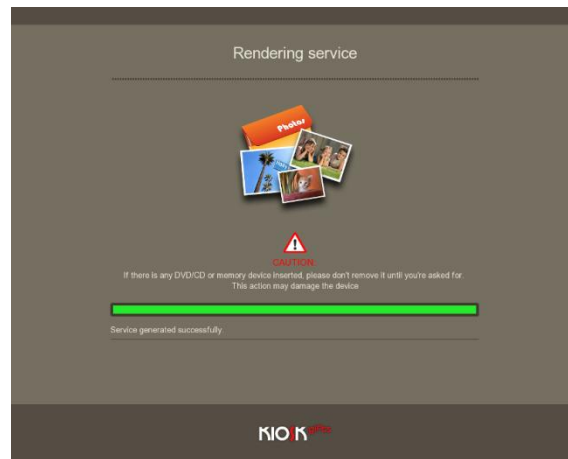 Rendering service
Photos
CAUTION:
If there is any DVD/CD or memory device inserted, please don't remove it until you're asked for.
This action may damage the device
Service generated successfully
KIOSK gifts